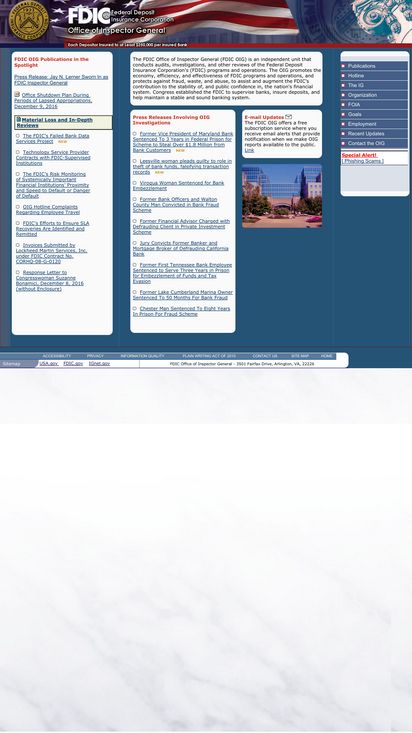 FDIC
Federal Deposit
Insurance Corporation
Office of Inspector General
Each Depositor insured to at least $250,000 per insured bank
FDIC OIG Publications in the
Spotlight
Press Release, Jay N. Lerner Sworn In as
FDIC Inspector General
Office Shutdown Plan During
Periods of Lapsed Appropriations,
December 9, 2016
Material Loss and In-Depth
Reviews
The FDIC's Failed Bank Data
Services Project NEW
Technology Service Provider
Contracts with FDIC-Supervised
Institutions
The FDIC's Risk Monitoring
of Systemically Important
Financial Institutions' Proximity
and Speed to Default or Danger
of Default
OIG Hotline Complaints
Regarding Employee Travel
FDIC's Efforts to Ensure SLA
Recoveries Are Identified and
Remitted
Invoices Submitted by
Lockheed Martin Services, Inc.
under FDIC Contract No.
CORHQ-08-G-0120
Response Letter to
Congresswoman Suzanne
Bonamici, December 8, 2016
(without Enclosure)
The FDIC Office of Inspector General (FDIC OIG) is an independent unit that
conducts audits, investigations, and other reviews of the Federal Deposit
Insurance Corporation's (FDIC) programs and operations. The OIG promotes the
economy, efficiency, and effectiveness of FDIC programs and operations, and
protects against fraud, waste, and abuse, to assist and augment the FDIC's
contribution to the stability of, and public confidence in, the nation's financial
system. Congress established the FDIC to supervise banks, insure deposits, and
help maintain a stable and sound banking system.
Press Releases Involving OIG
Investigations
Former Vice President of Maryland Bank
Sentenced To 3 Years in Federal Prison for
Scheme to Steal Over $1.8 Million from
Bank Customers NEW
Leesville woman pleads guilty to role in
theft of bank funds, falsifying transaction
records NEW
Viroqua Woman Sentenced for Bank
Embezzlement
Former Bank Officers and Walton
County Man Convicted in Bank Fraud
Scheme
Former Financial Advisor Charged with
Defrauding Client in Private Investment
Scheme
Jury Convicts Former Banker and
Mortgage Broker of Defrauding California
Bank
Former First Tennessee Bank Employee
Sentenced to Serve Three Years in Prison
for Embezzlement of Funds and Tax
Evasion
Former Lake Cumberland Marina Owner
Sentenced To 50 Months For Bank Fraud
Chester Man Sentenced To Eight Years
In Prison For Fraud Scheme
E-mail Updates
The FDIC OIG offers a free
subscription service where you
receive email alerts that provide
notification when we make OIG
reports available to the public.
Link
Publications
Hotline
The IG
Organization
FOIA
Goals
Employment
Recent Updates
Contact the OIG
Special Alert!
[ Phishing Scams ]
ACCESSIBILITY PRIVACY INFORMATION QUALITY PLAIN WRITING ACT OF 2010 CONTACT US SITE MAP HOME
Sitemap USA.gov FDIC.gov IGnet.gov FDIC Office of Inspector General - 3501 Fairfax Drive, Arlington, VA, 22226